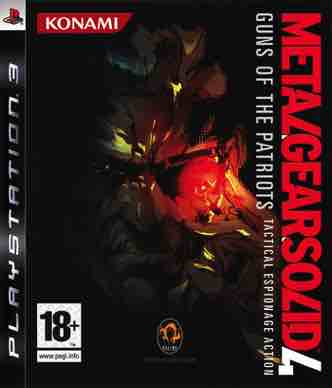 PLAYSTATION 3
KONAMI
METAL GEAR SOLID 4
GUNS OF THE PATRIOTS
TACTICAL ESPIONAGE ACTION
18+
www.pegi.info